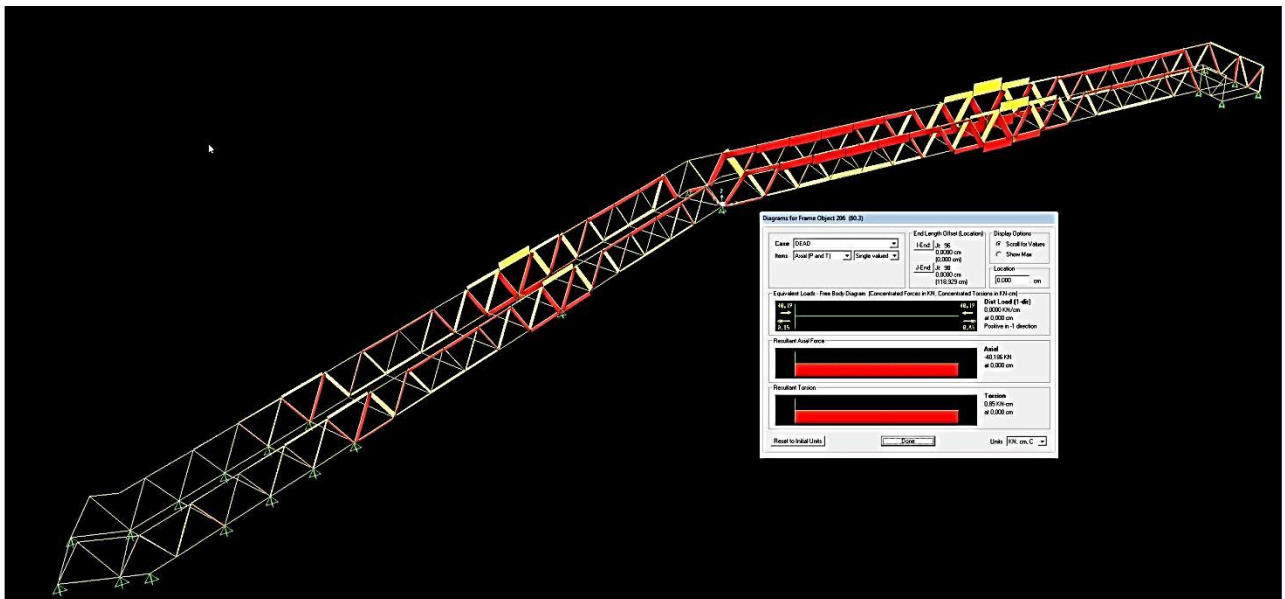 Diagrams for Frame Object 206 (80.3)
Case DEAD
Items Axial (P and T) Single valued
End Length Offset (Location)
I-End: Jt: 96
0,0000 cm
(0,000 cm)
J-End: Jt: 98
0,0000 cm
(118,929 cm)
Display Options
Scroll for Values
Show Max
Location
0,000 cm
Equivalent Loads - Free Body Diagram (Concentrated Forces in KN, Concentrated Torsions in KN-cm)
40.19 40.19
Dist Load (1-dir)
0,0000 KN/cm
at 0,000 cm
Positive in -1 direction
Resultant Axial Force
Axial
-40,186 KN
at 0,000 cm
Resultant Torsion
Torsion
0,85 KN-cm
at 0,000 cm
Reset to Initial Units
Done
Units KN, cm, C